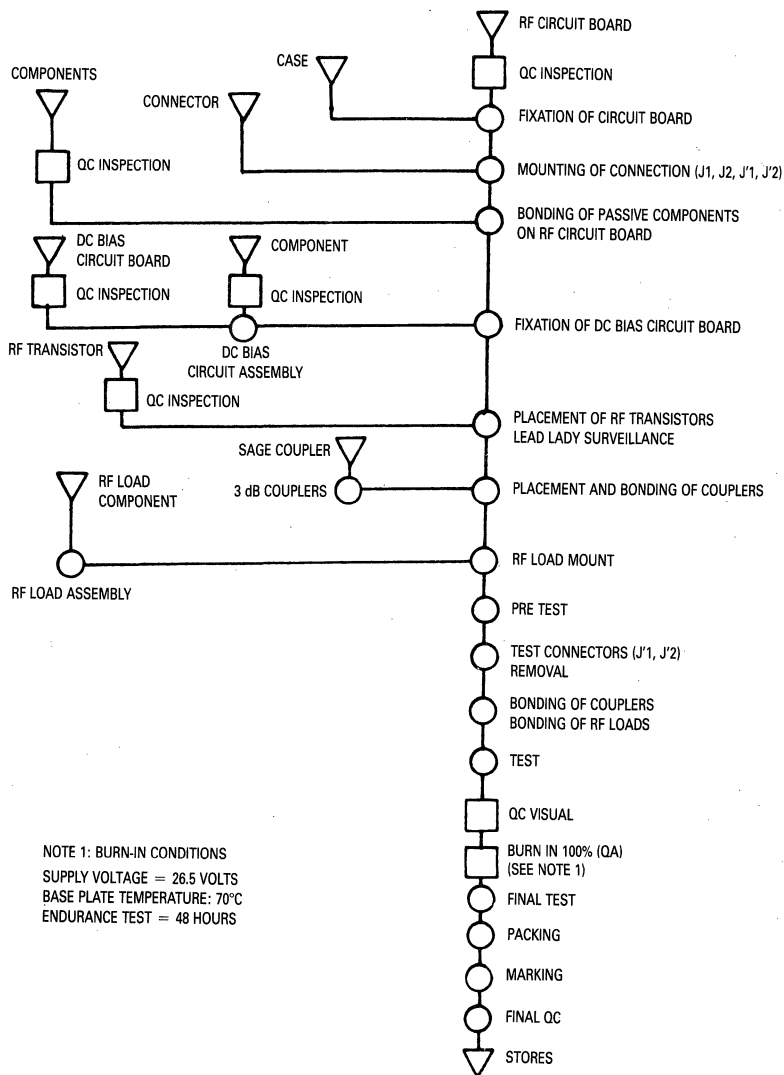 RF CIRCUIT BOARD
CASE
QC INSPECTION
COMPONENTS
CONNECTOR
FIXATION OF CIRCUIT BOARD
QC INSPECTION
MOUNTING OF CONNECTION (J1, J2, J'1, J'2)
BONDING OF PASSIVE COMPONENTS
ON RF CIRCUIT BOARD
DC BIAS
CIRCUIT BOARD
COMPONENT
QC INSPECTION
QC INSPECTION
FIXATION OF DC BIAS CIRCUIT BOARD
DC BIAS
CIRCUIT ASSEMBLY
RF TRANSISTOR
QC INSPECTION
PLACEMENT OF RF TRANSISTORS
LEAD LADY SURVEILLANCE
SAGE COUPLER
3 dB COUPLERS
PLACEMENT AND BONDING OF COUPLERS
RF LOAD
COMPONENT
RF LOAD MOUNT
RF LOAD ASSEMBLY
PRE TEST
TEST CONNECTORS (J'1, J'2)
REMOVAL
BONDING OF COUPLERS
BONDING OF RF LOADS
TEST
QC VISUAL
BURN IN 100% (QA)
(SEE NOTE 1)
FINAL TEST
PACKING
MARKING
FINAL QC
STORES
NOTE 1: BURN-IN CONDITIONS
SUPPLY VOLTAGE = 26.5 VOLTS
BASE PLATE TEMPERATURE: 70°C
ENDURANCE TEST = 48 HOURS